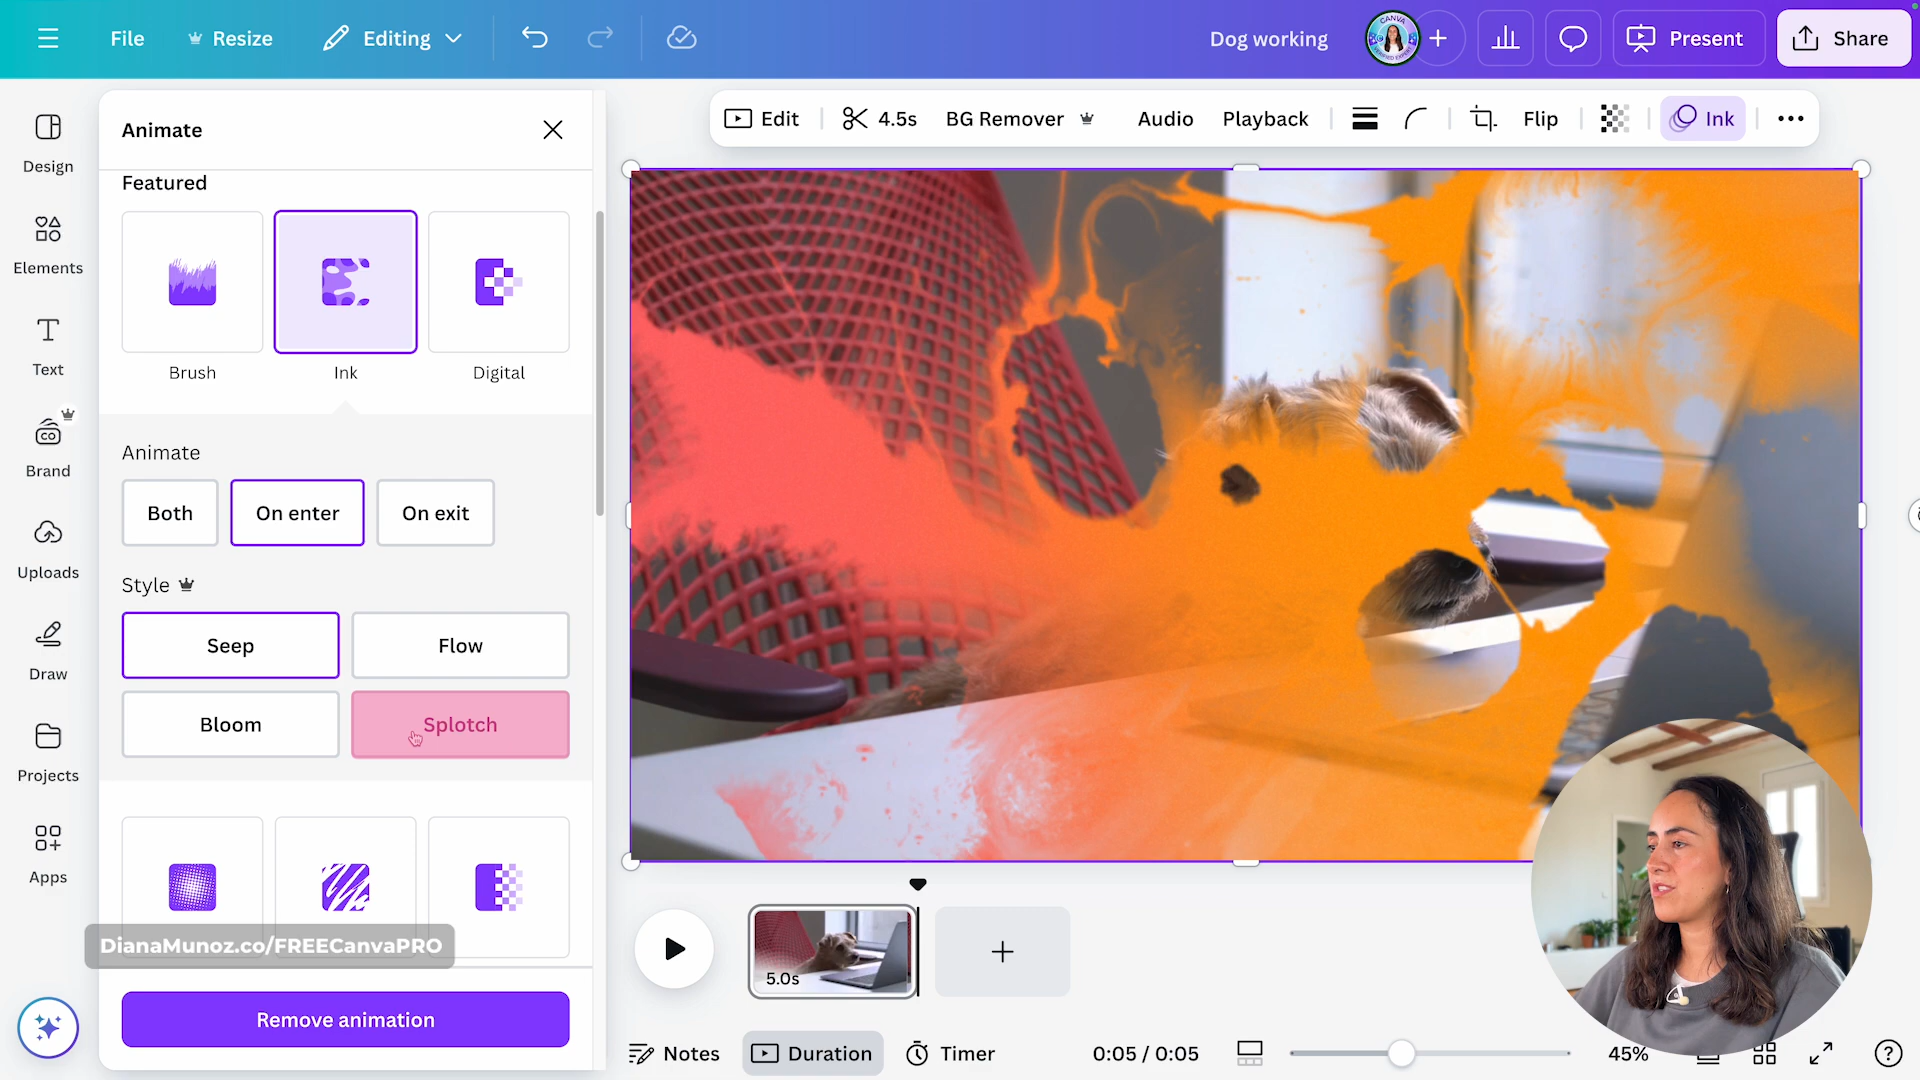 File
Resize
Editing
Dog working
Present
Share
Design
Elements
Text
Brand
Uploads
Draw
Projects
Apps
Animate
Featured
Brush
Ink
Digital
Animate
Both
On enter
On exit
Style
Seep
Flow
Bloom
Splotch
DianaMunoz.co/FREECanvaPRO
Remove animation
Edit
4.5s
BG Remover
Audio
Playback
Flip
Ink
5.0s
Notes
Duration
Timer
0:05 / 0:05
45%